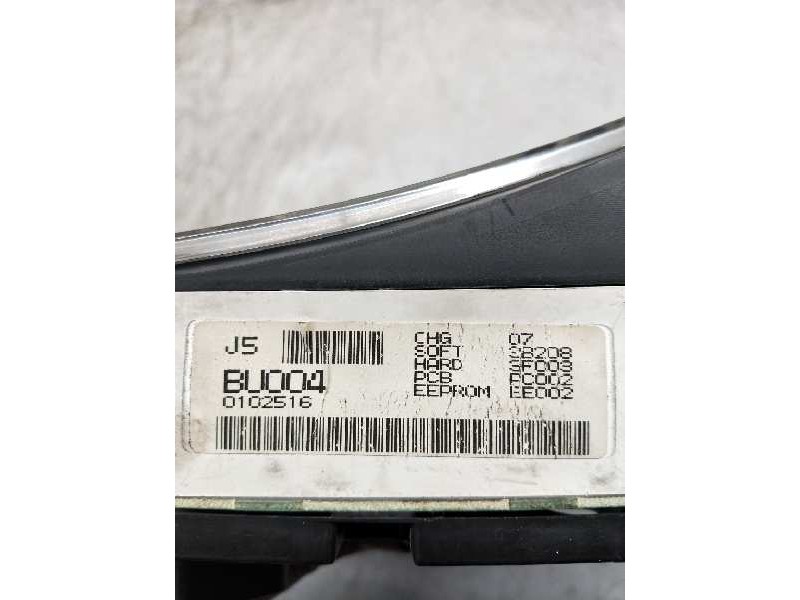 J5
BU004
0102516
CHG 07
SOFT SB208
HARD SF003
PCB PC002
EEPROM EE002